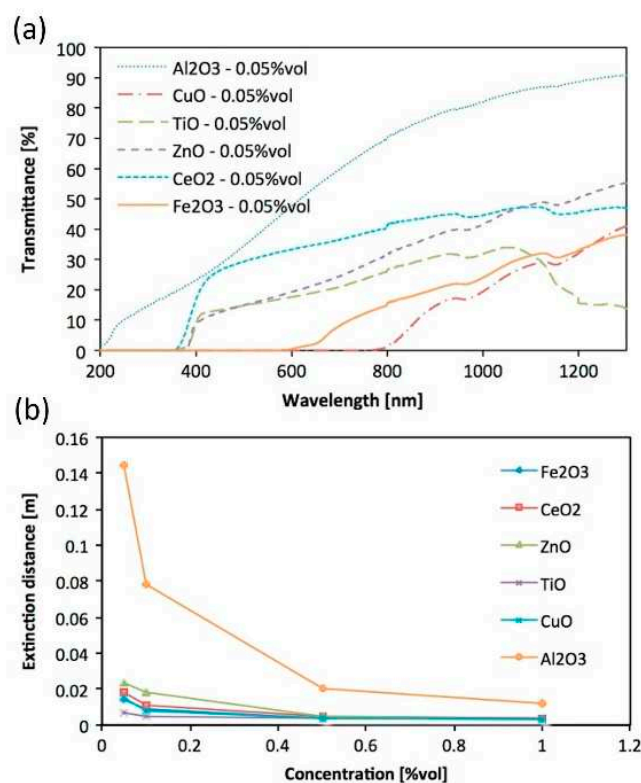 (a)
100
90
80
70
60
50
40
30
20
10
0
Transmittance [%]
Al2O3 - 0.05%vol
CuO - 0.05%vol
TiO - 0.05%vol
ZnO - 0.05%vol
CeO2 - 0.05%vol
Fe2O3 - 0.05%vol
200 400 600 800 1000 1200
Wavelength [nm]
(b)
0.16
0.14
0.12
0.1
0.08
0.06
0.04
0.02
0
Extinction distance [m]
Fe2O3
CeO2
ZnO
TiO
CuO
Al2O3
0 0.2 0.4 0.6 0.8 1 1.2
Concentration [%vol]